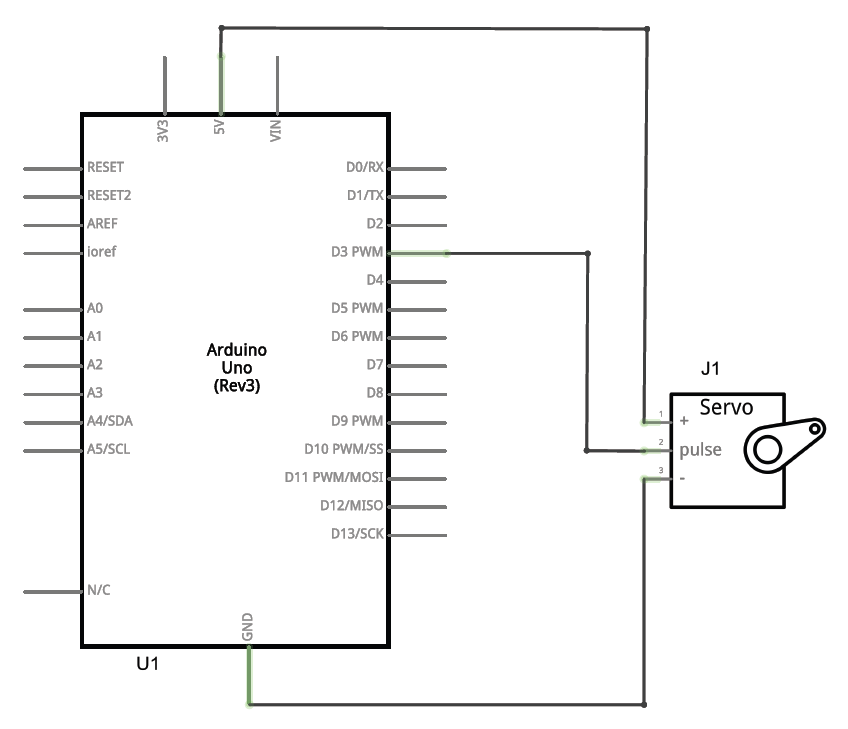 3V3
5V
VIN
RESET
D0/RX
RESET2
D1/TX
AREF
D2
ioref
D3 PWM
D4
A0
D5 PWM
A1
D6 PWM
A2
D7
A3
D8
A4/SDA
D9 PWM
A5/SCL
D10 PWM/SS
D11 PWM/MOSI
D12/MISO
D13/SCK
Arduino
Uno
(Rev3)
N/C
GND
U1
J1
Servo
1
+
2
pulse
3
-